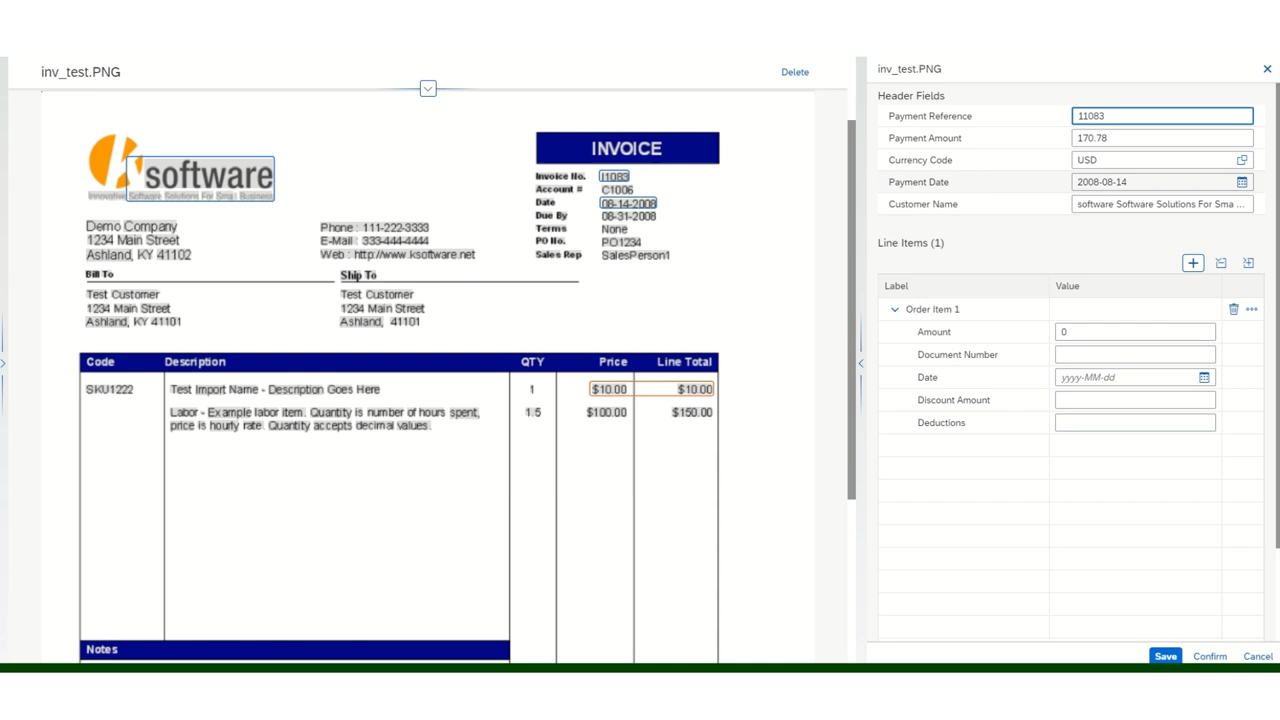 inv_test.PNG
Delete
ksoftware
Innovative Software Solutions For Small Business
INVOICE
Invoice No. I1083
Account # C1006
Date 08-14-2008
Due By 08-31-2008
Terms None
PO No. PO1234
Sales Rep SalesPerson1
Demo Company
1234 Main Street
Ashland, KY 41102
Phone : 111-222-3333
E-Mail : 333-444-4444
Web : http://www.ksoftware.net
Bill To
Ship To
Test Customer
1234 Main Street
Ashland, KY 41101
Test Customer
1234 Main Street
Ashland, 41101
Code Description QTY Price Line Total
SKU1222 Test Import Name - Description Goes Here 1 $10.00 $10.00
Labor - Example labor item. Quantity is number of hours spent, 1.5 $100.00 $150.00
price is hourly rate. Quantity accepts decimal values.
Notes
inv_test.PNG
Header Fields
Payment Reference 11083
Payment Amount 170.78
Currency Code USD
Payment Date 2008-08-14
Customer Name software Software Solutions For Sma ...
Line Items (1)
Label Value
Order Item 1
Amount 0
Document Number
Date yyyy-MM-dd
Discount Amount
Deductions
Save Confirm Cancel